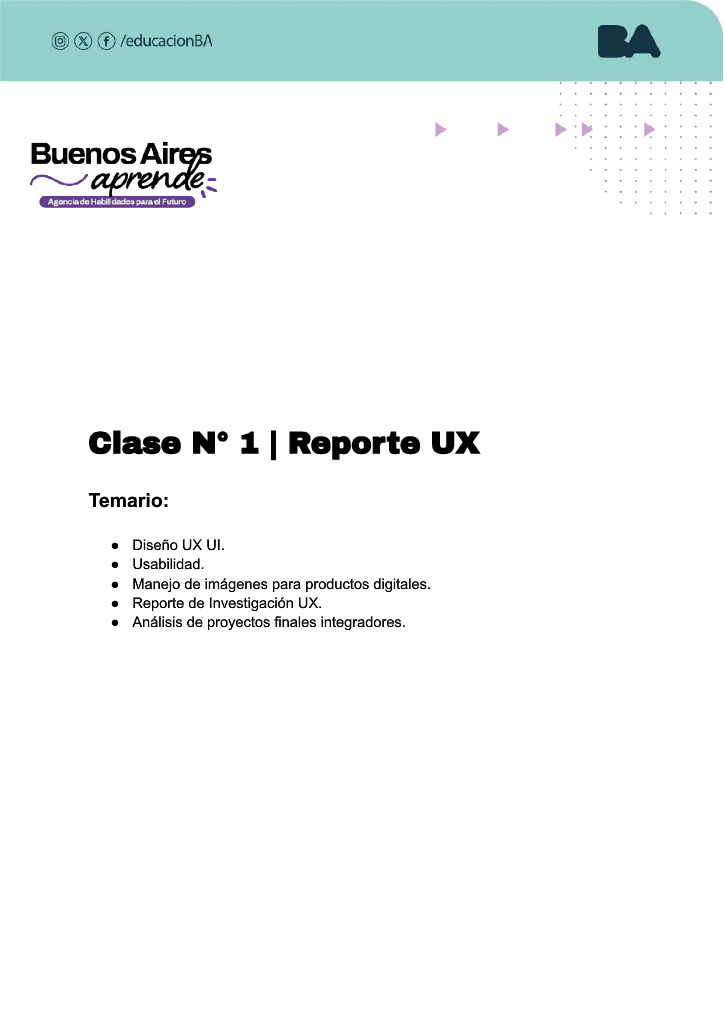 /educacionBA
BA
Buenos Aires
aprende
Agencia de Habilidades para el Futuro
Clase N° 1 | Reporte UX
Temario:
● Diseño UX UI.
● Usabilidad.
● Manejo de imágenes para productos digitales.
● Reporte de Investigación UX.
● Análisis de proyectos finales integradores.